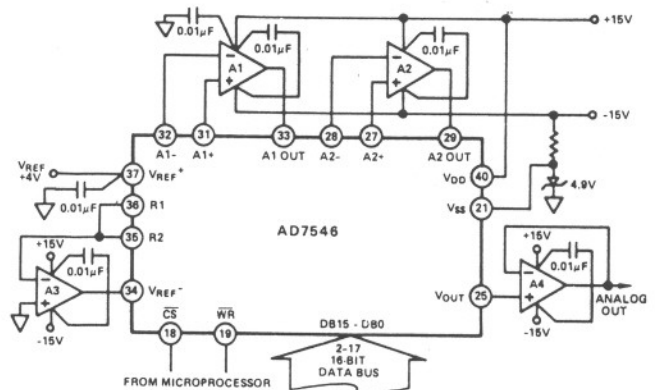 0.01μF
0.01μF
0.01μF
+15V
-
A1
+
-
A2
+
-15V
32
31
33
28
27
29
A1-
A1+
A1 OUT
A2-
A2+
A2 OUT
VREF
+4V
37
VREF+
VDD
40
4.9V
0.01μF
36
R1
VSS
21
35
R2
AD7546
+15V
0.01μF
-
A3
+
-15V
34
VREF-
VOUT
25
+15V
0.01μF
-
A4
+
-15V
ANALOG
OUT
CS
WR
DB15 - DB0
18
19
2-17
16-BIT
DATA BUS
FROM MICROPROCESSOR